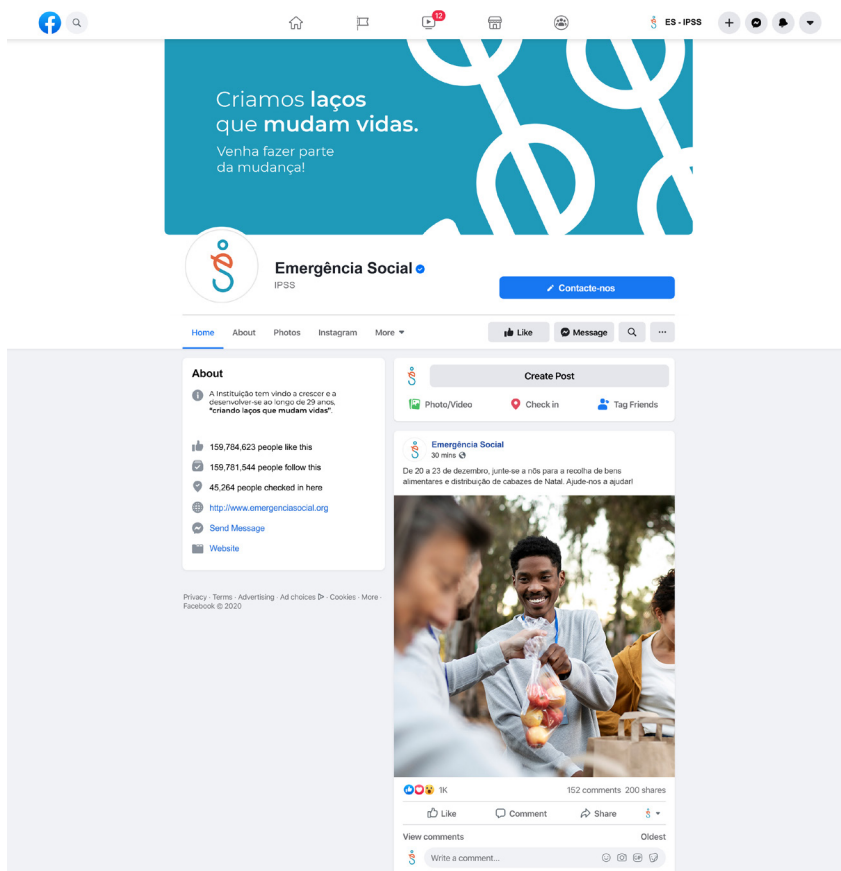 12
ES - IPSS
Criamos laços
que mudam vidas.
Venha fazer parte
da mudança!
Emergência Social
IPSS
Contacte-nos
Home About Photos Instagram More
Like Message
About
A Instituição tem vindo a crescer e a
desenvolver-se ao longo de 29 anos,
"criando laços que mudam vidas".
159,784,623 people like this
159,781,544 people follow this
45,264 people checked in here
http://www.emergenciasocial.org
Send Message
Website
Privacy · Terms · Advertising · Ad choices · Cookies · More ·
Facebook © 2020
Create Post
Photo/Video Check in Tag Friends
Emergência Social
30 mins
De 20 a 23 de dezembro, junte-se a nós para a recolha de bens
alimentares e distribuição de cabazes de Natal. Ajude-nos a ajudar!
1K 152 comments 200 shares
Like Comment Share
View comments Oldest
Write a comment...
GIF